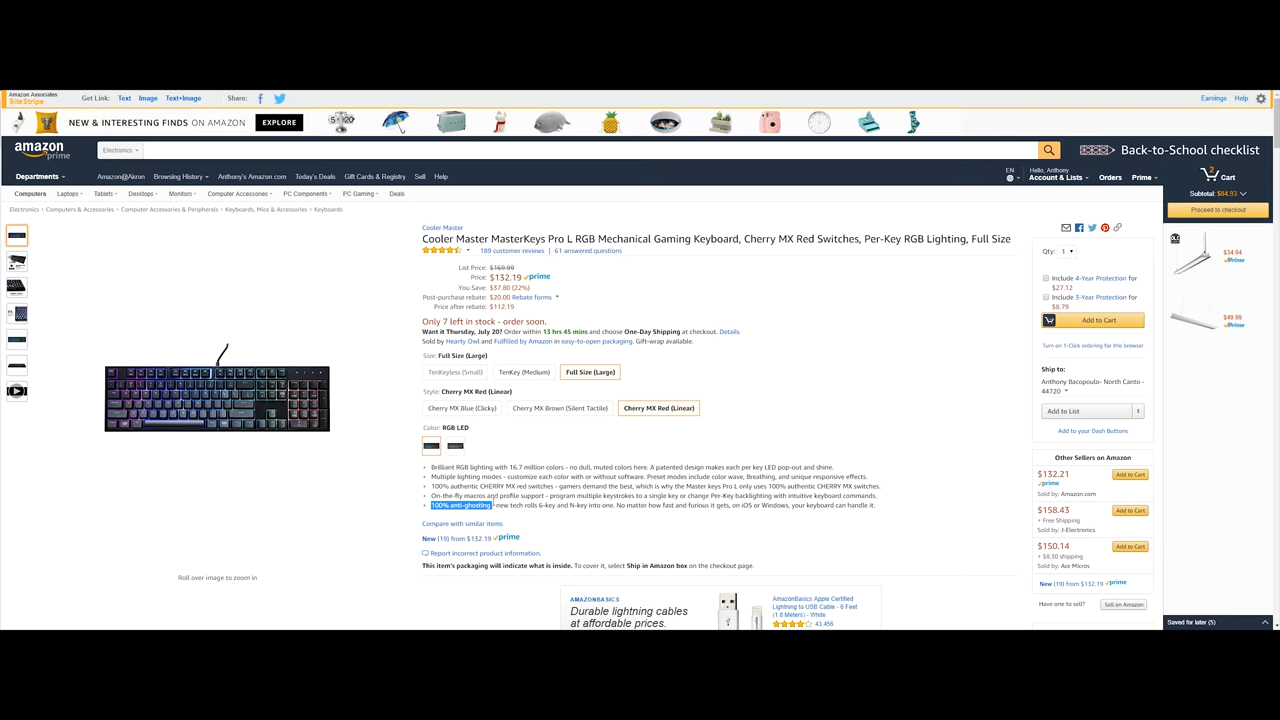 Amazon Associates
SiteStripe
Get Link: Text Image Text+Image Share:
Earnings Help
NEW & INTERESTING FINDS ON AMAZON EXPLORE
amazon prime
Electronics
Back-to-School checklist
Departments Browsing History Amazon@Akron Anthony's Amazon.com Today's Deals Gift Cards & Registry Sell Help
EN
Hello, Anthony
Account & Lists Orders Prime 2 Cart
Computers Laptops Tablets Desktops Monitors Computer Accessories PC Components PC Gaming Deals
Subtotal: $84.93
Proceed to checkout
Electronics › Computers & Accessories › Computer Accessories & Peripherals › Keyboards, Mice & Accessories › Keyboards
Cooler Master
Cooler Master MasterKeys Pro L RGB Mechanical Gaming Keyboard, Cherry MX Red Switches, Per-Key RGB Lighting, Full Size
189 customer reviews | 61 answered questions
List Price: $169.99
Price: $132.19 prime
You Save: $37.80 (22%)
Post-purchase rebate: $20.00 Rebate forms
Price after rebate: $112.19
Only 7 left in stock - order soon.
Want it Thursday, July 20? Order within 13 hrs 45 mins and choose One-Day Shipping at checkout. Details
Sold by Hearty Owl and Fulfilled by Amazon in easy-to-open packaging. Gift-wrap available.
Size: Full Size (Large)
TenKeyless (Small) TenKey (Medium) Full Size (Large)
Style: Cherry MX Red (Linear)
Cherry MX Blue (Clicky) Cherry MX Brown (Silent Tactile) Cherry MX Red (Linear)
Color: RGB LED
Brilliant RGB lighting with 16.7 million colors - no dull, muted colors here. A patented design makes each per key LED pop-out and shine.
Multiple lighting modes - customize each color with or without software. Preset modes include color wave, Breathing, and unique responsive effects.
100% authentic CHERRY MX red switches - gamers demand the best, which is why the Master keys Pro L only uses 100% authentic CHERRY MX switches.
On-the-fly macros and profile support - program multiple keystrokes to a single key or change Per-Key backlighting with intuitive keyboard commands.
100% anti-ghosting - new tech rolls 6-key and N-key into one. No matter how fast and furious it gets, on iOS or Windows, your keyboard can handle it.
Compare with similar items
New (19) from $132.19 prime
Report incorrect product information.
This item's packaging will indicate what is inside. To cover it, select Ship in Amazon box on the checkout page.
Roll over image to zoom in
AMAZONBASICS
Durable lightning cables
at affordable prices.
AmazonBasics Apple Certified
Lightning to USB Cable - 6 Feet
(1.8 Meters) - White
43,456
Qty: 1
Include 4-Year Protection for
$27.12
Include 3-Year Protection for
$8.79
Add to Cart
Turn on 1-Click ordering for this browser
Ship to:
Anthony Bacopoulo- North Canton -
44720
Add to List
Add to your Dash Buttons
Other Sellers on Amazon
$132.21 Add to Cart
prime
Sold by: Amazon.com
$158.43 Add to Cart
+ Free Shipping
Sold by: J-Electronics
$150.14 Add to Cart
+ $8.30 shipping
Sold by: Ace Micros
New (19) from $132.19 prime
Have one to sell? Sell on Amazon
$34.94
Prime
$49.99
Prime
Saved for later (5)